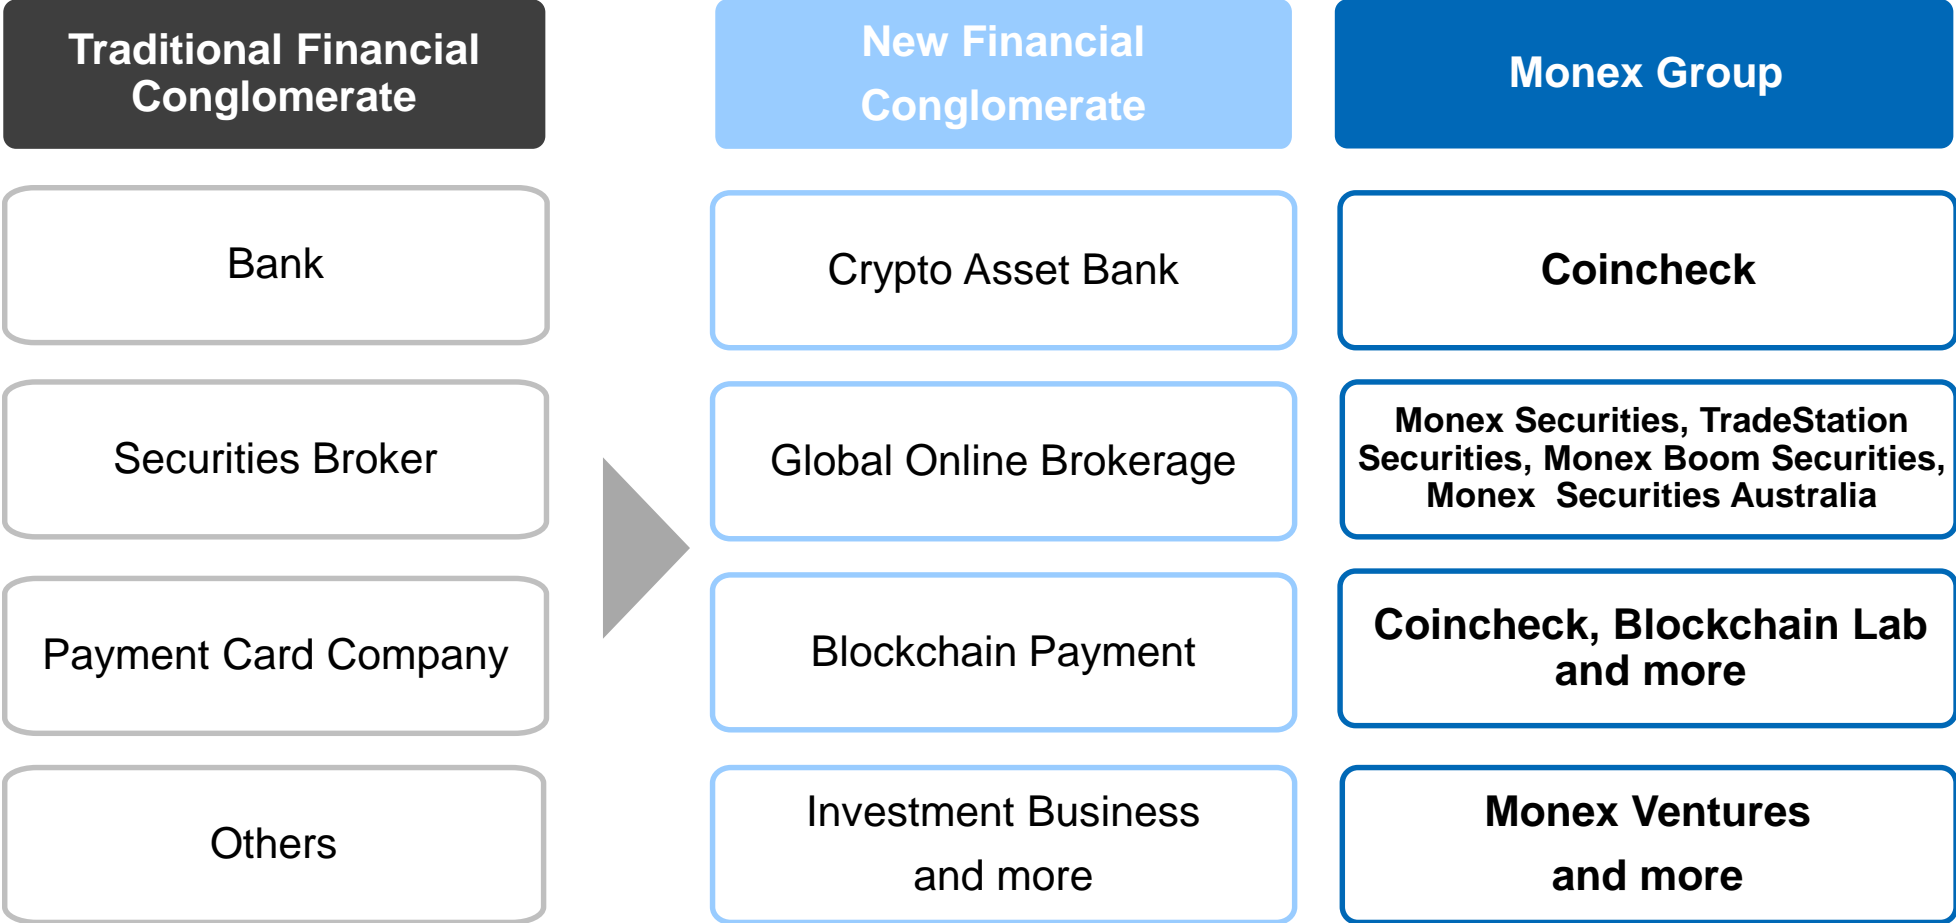 Traditional Financial
Conglomerate
New Financial
Conglomerate
Monex Group
Bank
Crypto Asset Bank
Coincheck
Securities Broker
Global Online Brokerage
Monex Securities, TradeStation
Securities, Monex Boom Securities,
Monex  Securities Australia
Payment Card Company
Blockchain Payment
Coincheck, Blockchain Lab
and more
Others
Investment Business
and more
Monex Ventures
and more